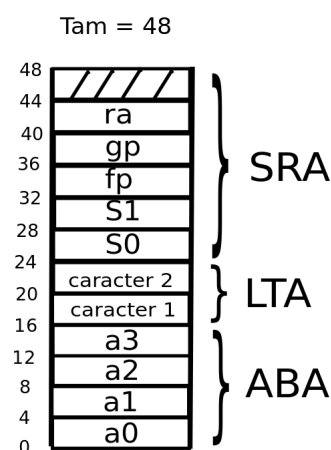 Tam = 48
48
44
ra
40
gp
36
fp
32
S1
28
S0
24
SRA
caracter 2
20
caracter 1
16
LTA
a3
12
a2
8
a1
4
a0
0
ABA